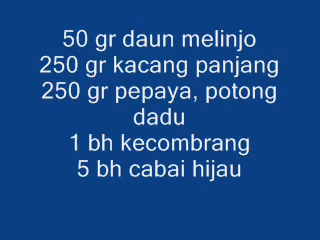 50 gr daun melinjo
250 gr kacang panjang
250 gr pepaya, potong
dadu
1 bh kecombrang
5 bh cabai hijau